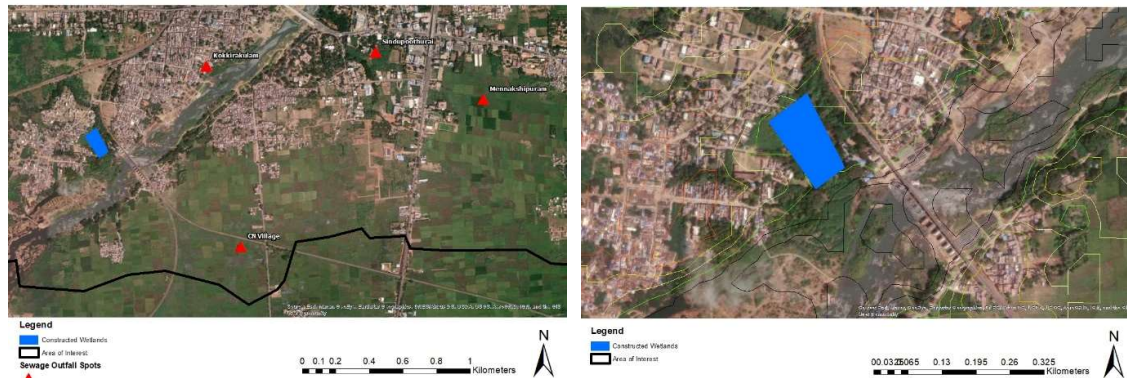 Sindupoorthurai
Kokkirakulam
Mennakshipuram
CN Village
Legend
Constructed Wetlands
Area of Interest
Sewage Outfall Spots
0 0.1 0.2 0.4 0.6 0.8 1
Kilometers
N
Legend
Constructed Wetlands
Area of Interest
0.13 0.195 0.26 0.325
Kilometers
N